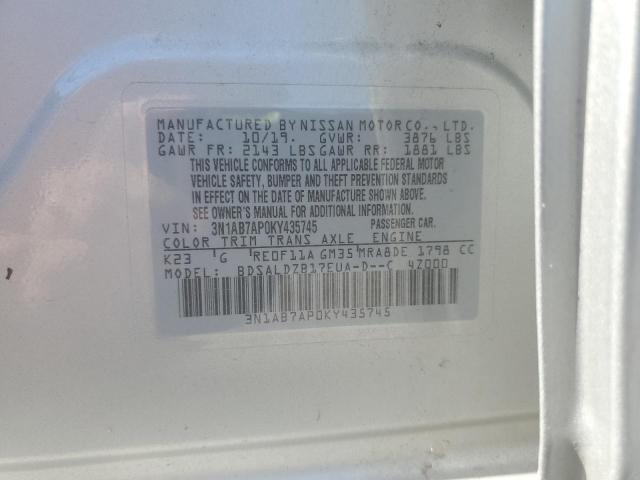 MANUFACTURED BY NISSAN MOTOR CO., LTD.
DATE: 10/19. GVWR: 3876 LBS
GAWR FR: 2143 LBS GAWR RR: 1881 LBS
THIS VEHICLE CONFORMS TO ALL APPLICABLE FEDERAL MOTOR
VEHICLE SAFETY, BUMPER AND THEFT PREVENTION STANDARDS
IN EFFECT ON THE DATE OF MANUFACTURE SHOWN ABOVE.
SEE OWNER'S MANUAL FOR ADDITIONAL INFORMATION.
VIN: 3N1AB7AP0KY435745 PASSENGER CAR.
COLOR TRIM TRANS AXLE ENGINE
K23 G RE0F11A GM35 MRA8DE 1798 CC
MODEL: BDSALDZB17EUA-D--C 4Z000
3N1AB7AP0KY435745